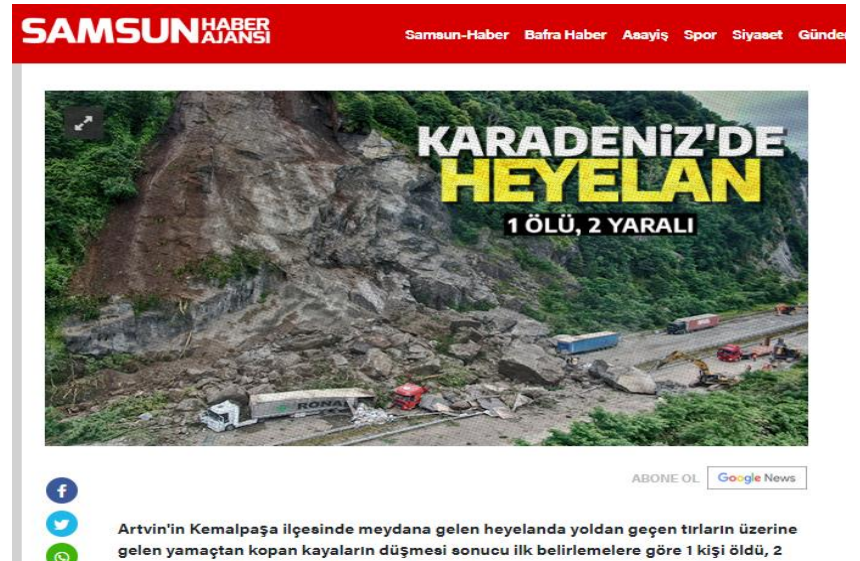 SAMSUN HABER AJANSI
Samsun-Haber Bafra Haber Asayiş Spor Siyaset Günder
KARADENİZ'DE
HEYELAN
1 ÖLÜ, 2 YARALI
RONA
ABONE OL Google News
Artvin'in Kemalpaşa ilçesinde meydana gelen heyelanda yoldan geçen tırların üzerine
gelen yamaçtan kopan kayaların düşmesi sonucu ilk belirlemelere göre 1 kişi öldü, 2